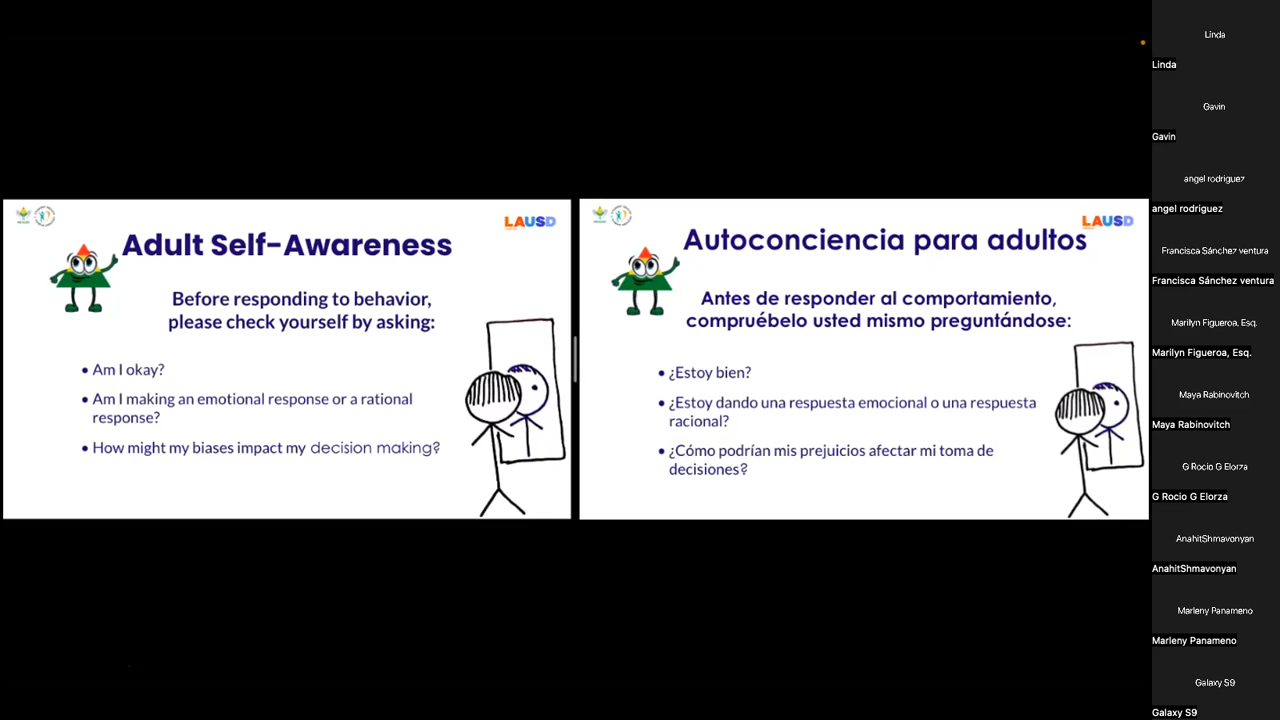 LAUSD
Adult Self-Awareness
Before responding to behavior,
please check yourself by asking:
• Am I okay?
• Am I making an emotional response or a rational
response?
• How might my biases impact my decision making?
LAUSD
Autoconciencia para adultos
Antes de responder al comportamiento,
compruébelo usted mismo preguntándose:
• ¿Estoy bien?
• ¿Estoy dando una respuesta emocional o una respuesta
racional?
• ¿Cómo podrían mis prejuicios afectar mi toma de
decisiones?
Linda
Linda
Gavin
Gavin
angel rodriguez
angel rodriguez
Francisca Sánchez ventura
Francisca Sánchez ventura
Marilyn Figueroa, Esq.
Marilyn Figueroa, Esq.
Maya Rabinovitch
Maya Rabinovitch
G Rocio G Elorza
G Rocio G Elorza
AnahitShmavonyan
AnahitShmavonyan
Marleny Panameno
Marleny Panameno
Galaxy S9
Galaxy S9